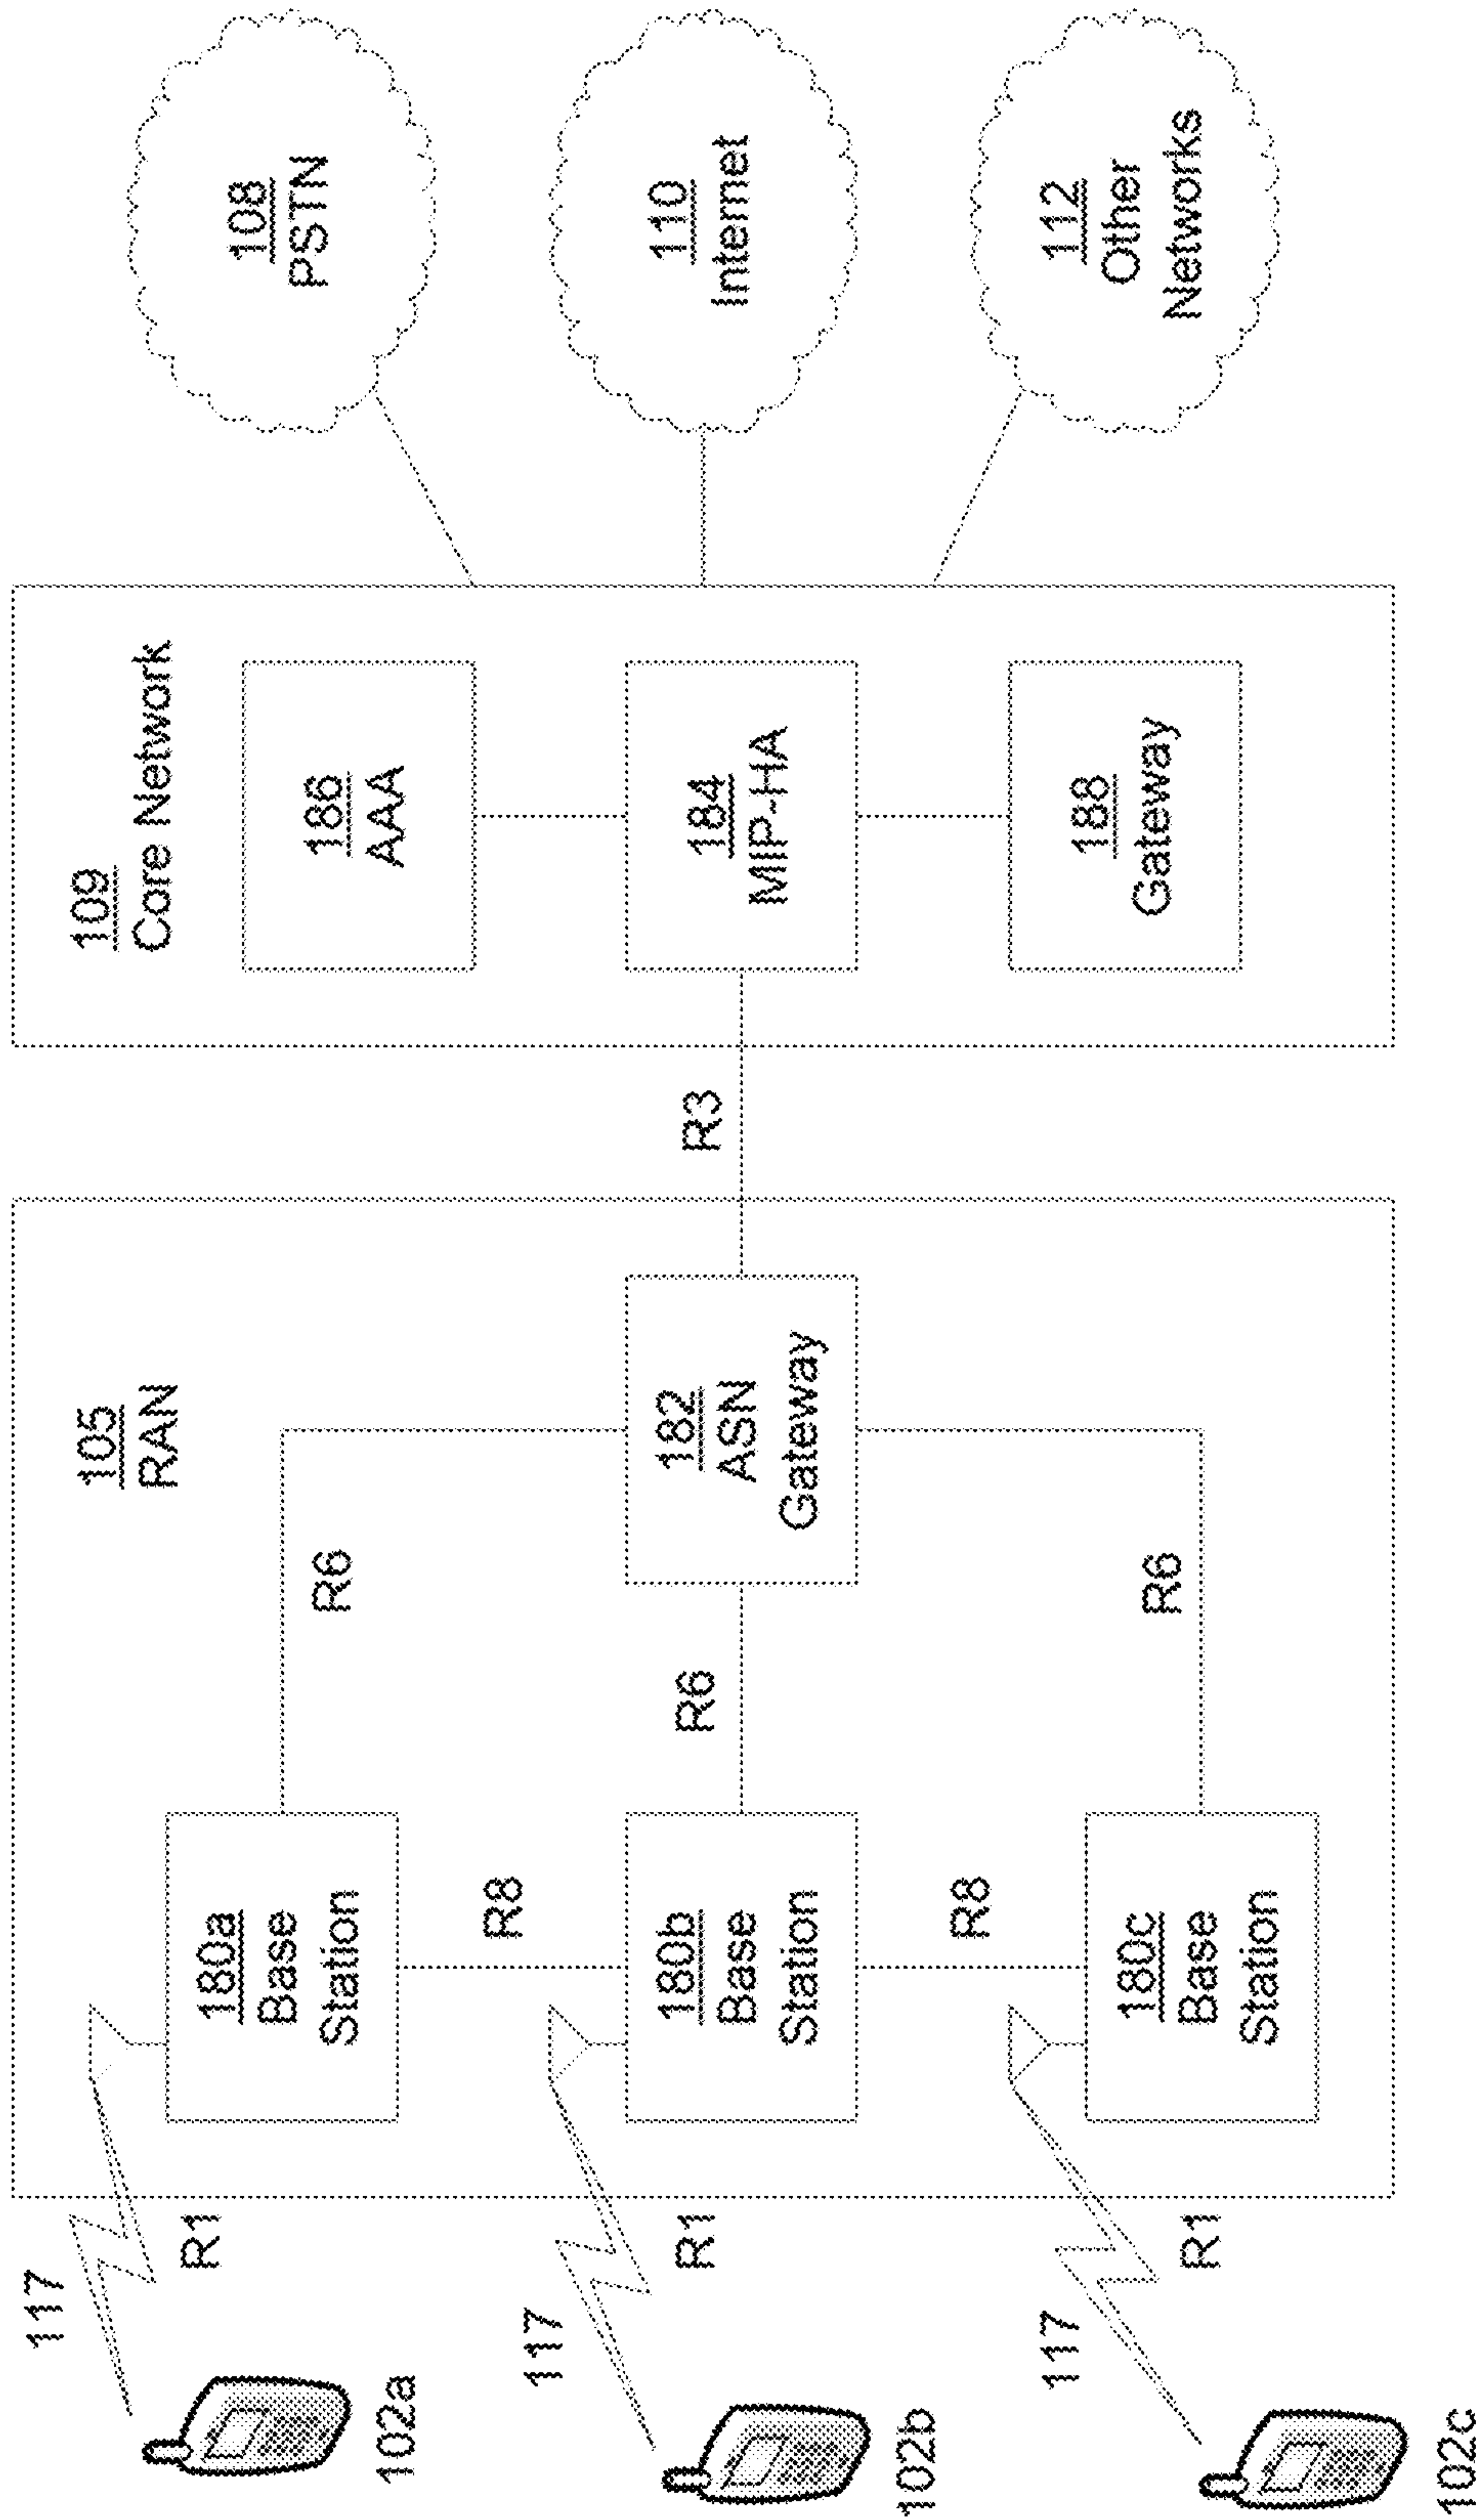 117
R1
102a
117
R1
102b
117
R1
102c
105
RAN
180a
Base
Station
R8
180b
Base
Station
R8
180c
Base
Station
R6
R6
R6
182
ASN
Gateway
R3
109
Core Network
186
AAA
184
MIP-HA
188
Gateway
108
PSTN
110
Internet
112
Other
Networks